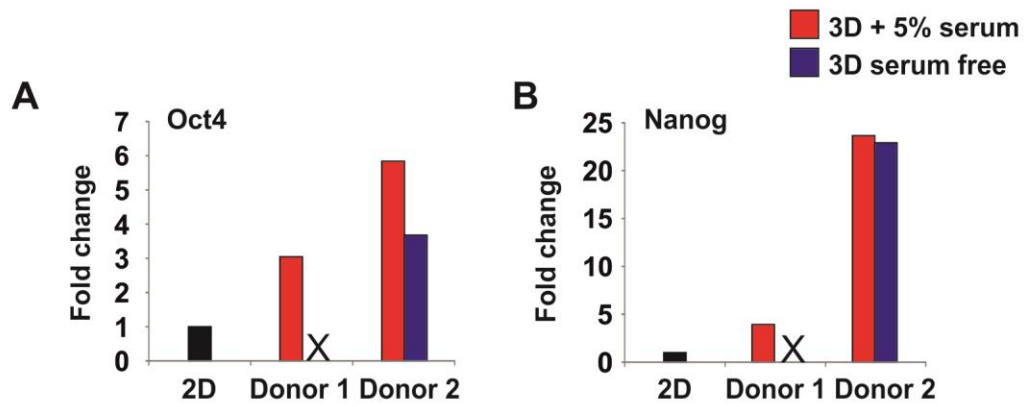 3D + 5% serum
3D serum free
A
Oct4
Fold change
7
6
5
4
3
2
1
0
X
2D Donor 1 Donor 2
B
Nanog
Fold change
25
20
15
10
5
0
X
2D Donor 1 Donor 2